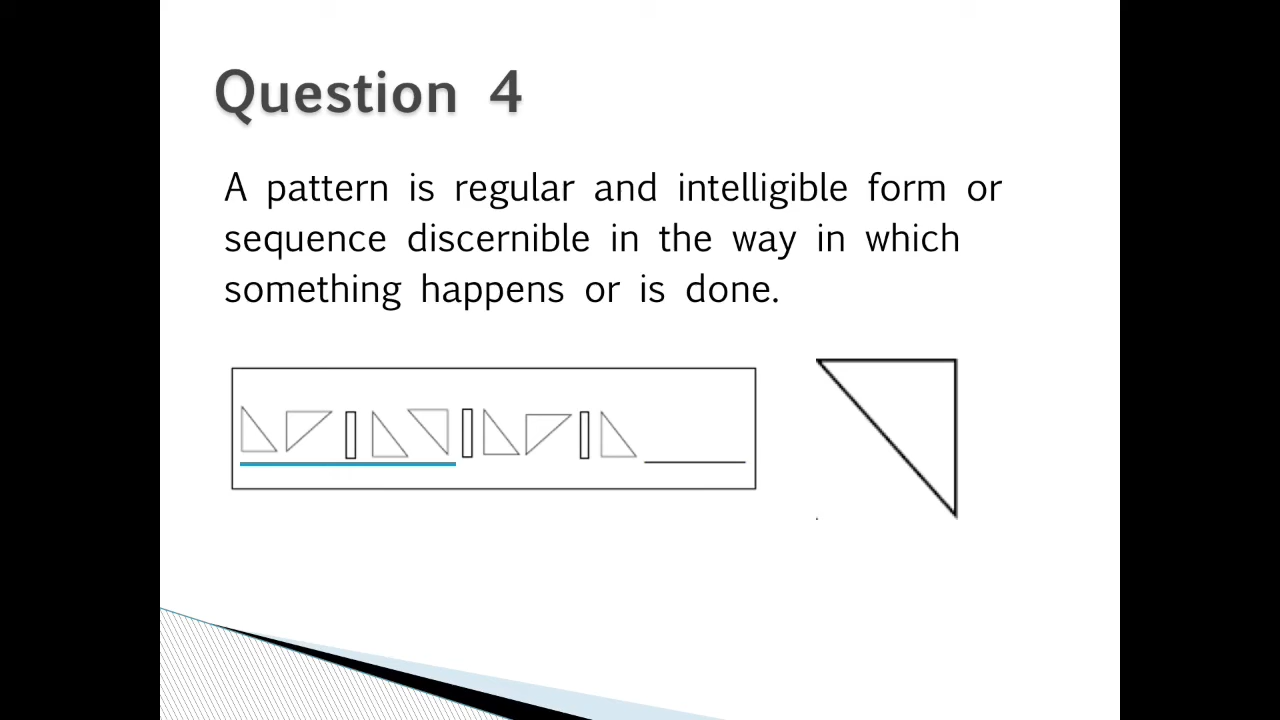 Question 4
A pattern is regular and intelligible form or
sequence discernible in the way in which
something happens or is done.